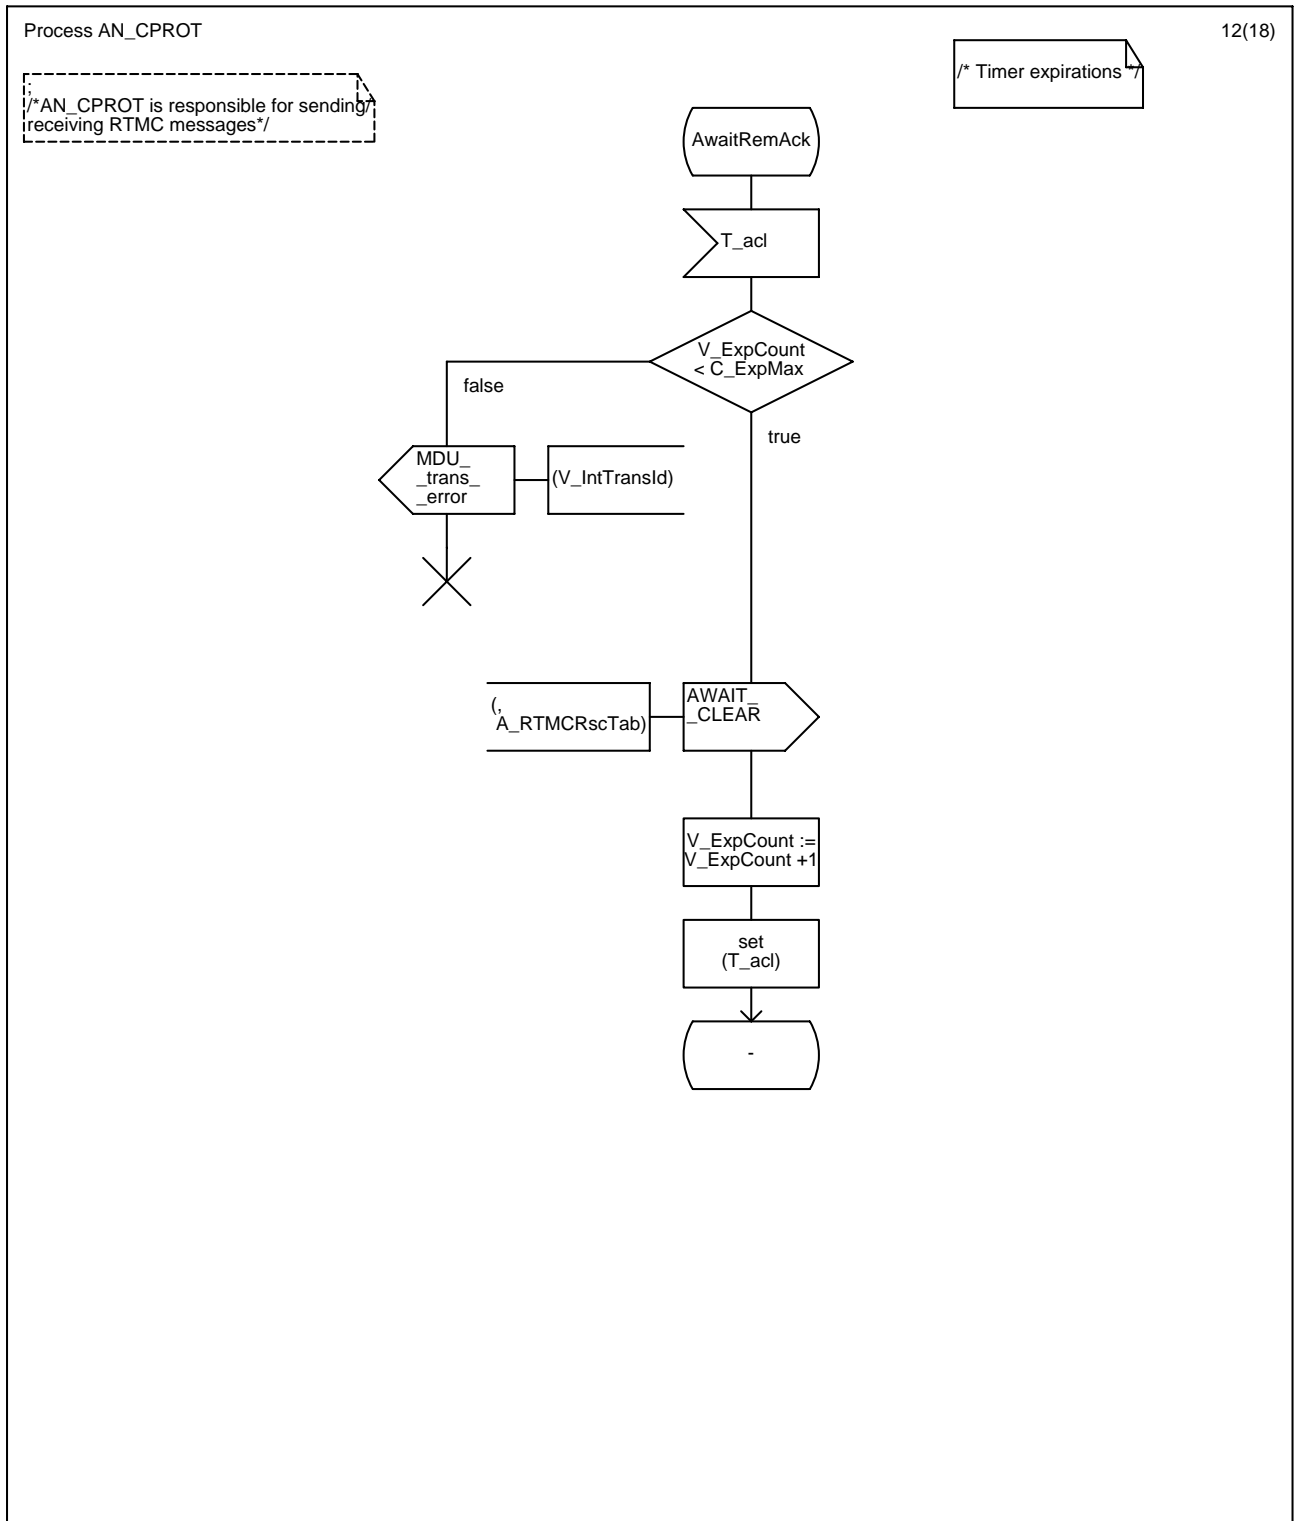 Process AN_CPROT
12(18)
;
/*AN_CPROT is responsible for sending/
receiving RTMC messages*/
/* Timer expirations */
AwaitRemAck
T_acl
V_ExpCount
< C_ExpMax
false
true
MDU_
_trans_
_error
(V_IntTransId)
(,
A_RTMCRscTab)
AWAIT_
_CLEAR
V_ExpCount :=
V_ExpCount +1
set
(T_acl)
-